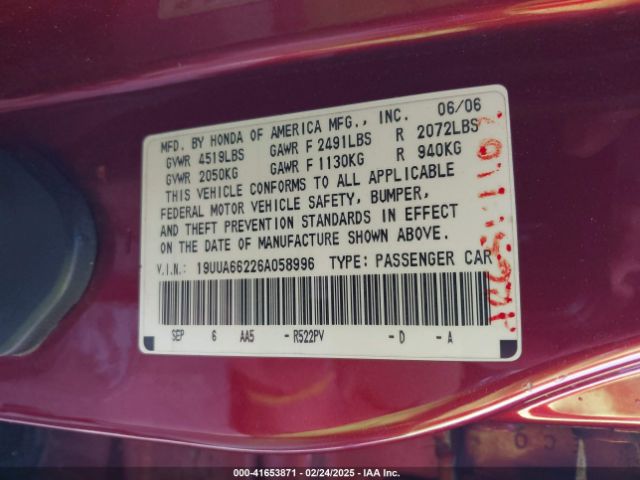 MFD. BY HONDA OF AMERICA MFG., INC. 06/06
GVWR 4519LBS GAWR F 2491LBS R 2072LBS
GVWR 2050KG GAWR F 1130KG R 940KG
THIS VEHICLE CONFORMS TO ALL APPLICABLE
FEDERAL MOTOR VEHICLE SAFETY, BUMPER,
AND THEFT PREVENTION STANDARDS IN EFFECT
ON THE DATE OF MANUFACTURE SHOWN ABOVE.
V.I.N.: 19UUA66226A058996 TYPE: PASSENGER CAR
SEP 6 AA5 - R522PV - D - A
000-41653871 | 02/24/2025 | IAA Inc.